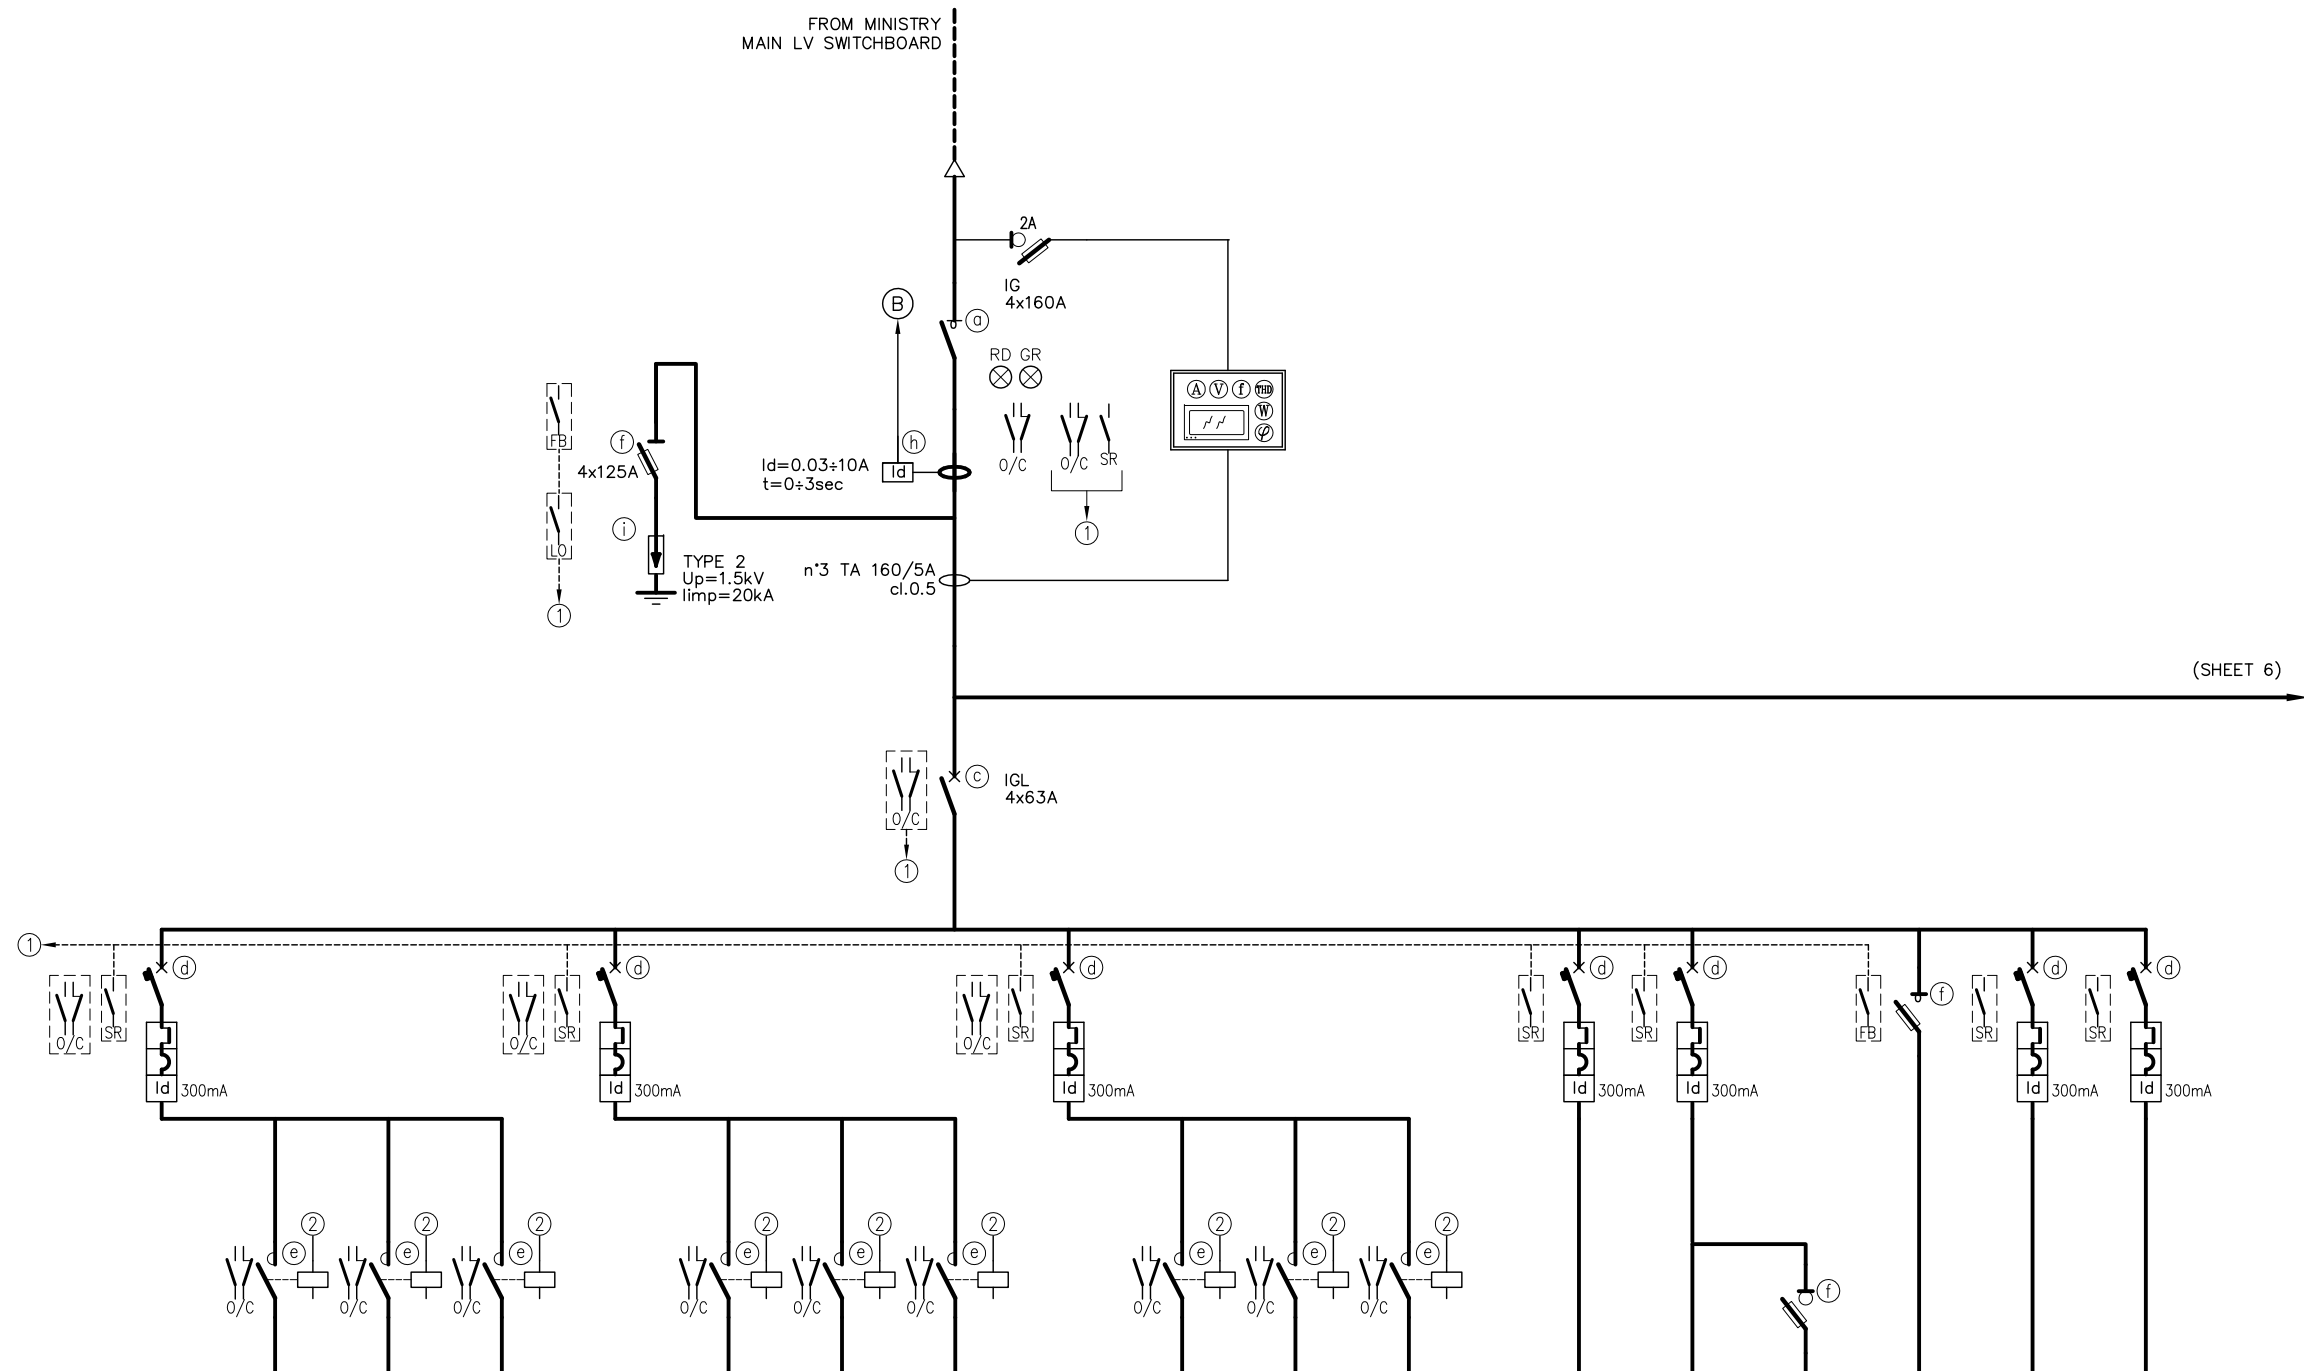 FROM MINISTRY
MAIN LV SWITCHBOARD
2A
IG
4x160A
B
a
RD GR
A V f THD
W
φ
FB
f
4x125A
h
Id=0.03÷10A
t=0÷3sec
Id
O/C
O/C SR
1
LO
i
TYPE 2
Up=1.5kV
Iimp=20kA
1
n°3 TA 160/5A
cl.0.5
(SHEET 6)
c
IGL
4x63A
O/C
1
1
d d d d d f d d
O/C SR O/C SR O/C SR SR SR FB SR SR
Id 300mA Id 300mA Id 300mA Id 300mA Id 300mA Id 300mA Id 300mA
2 2 2 2 2 2 2 2 2
e e e e e e e e e
f
O/C O/C O/C O/C O/C O/C O/C O/C O/C